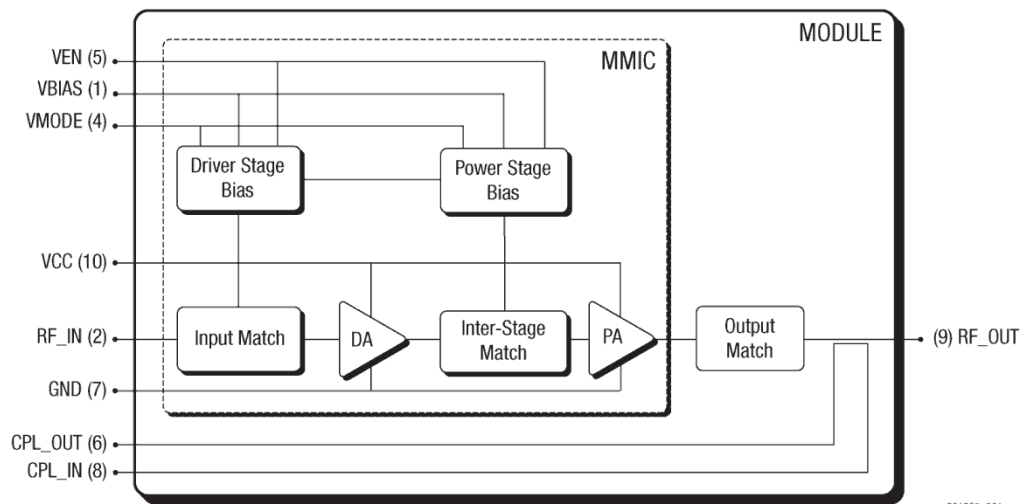 MODULE
MMIC
VEN (5)
VBIAS (1)
VMODE (4)
Driver Stage
Bias
Power Stage
Bias
VCC (10)
RF_IN (2)
Input Match
DA
Inter-Stage
Match
PA
Output
Match
(9) RF_OUT
GND (7)
CPL_OUT (6)
CPL_IN (8)